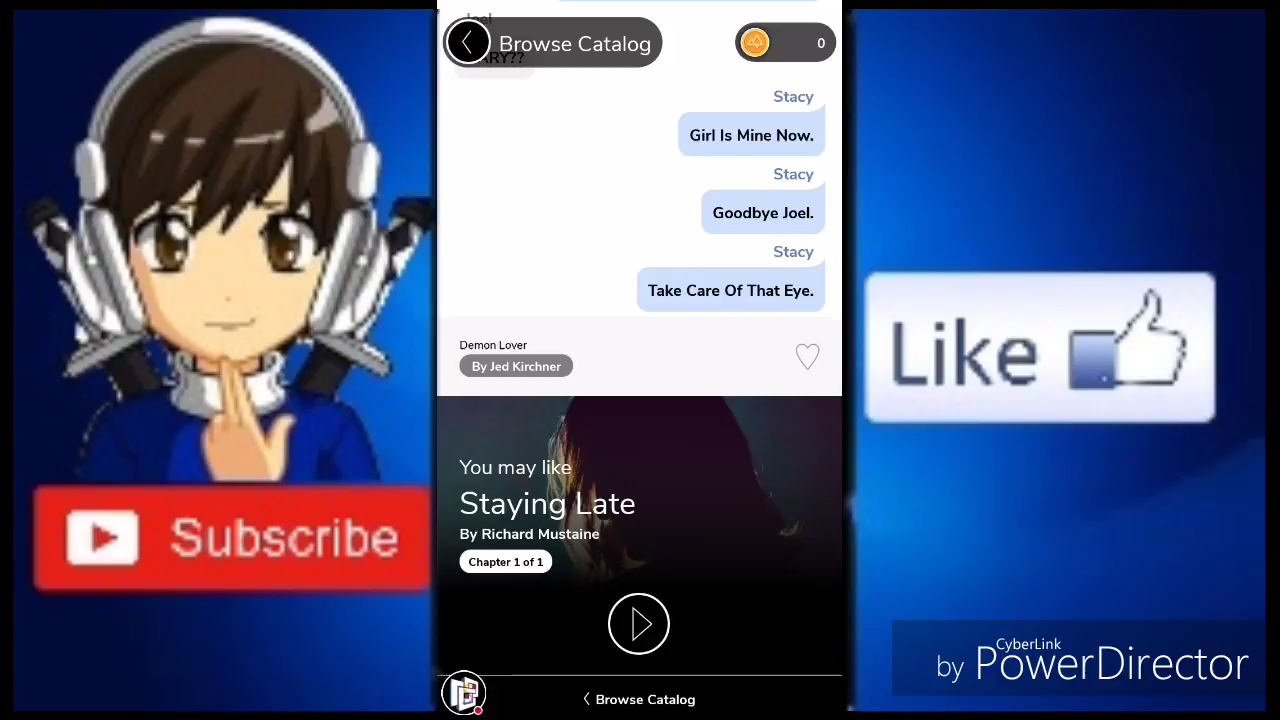 Joel
Browse Catalog
0
ARY??
Stacy
Girl Is Mine Now.
Stacy
Goodbye Joel.
Stacy
Take Care Of That Eye.
Demon Lover
By Jed Kirchner
You may like
Staying Late
By Richard Mustaine
Chapter 1 of 1
Browse Catalog
Subscribe
Like
CyberLink
by PowerDirector